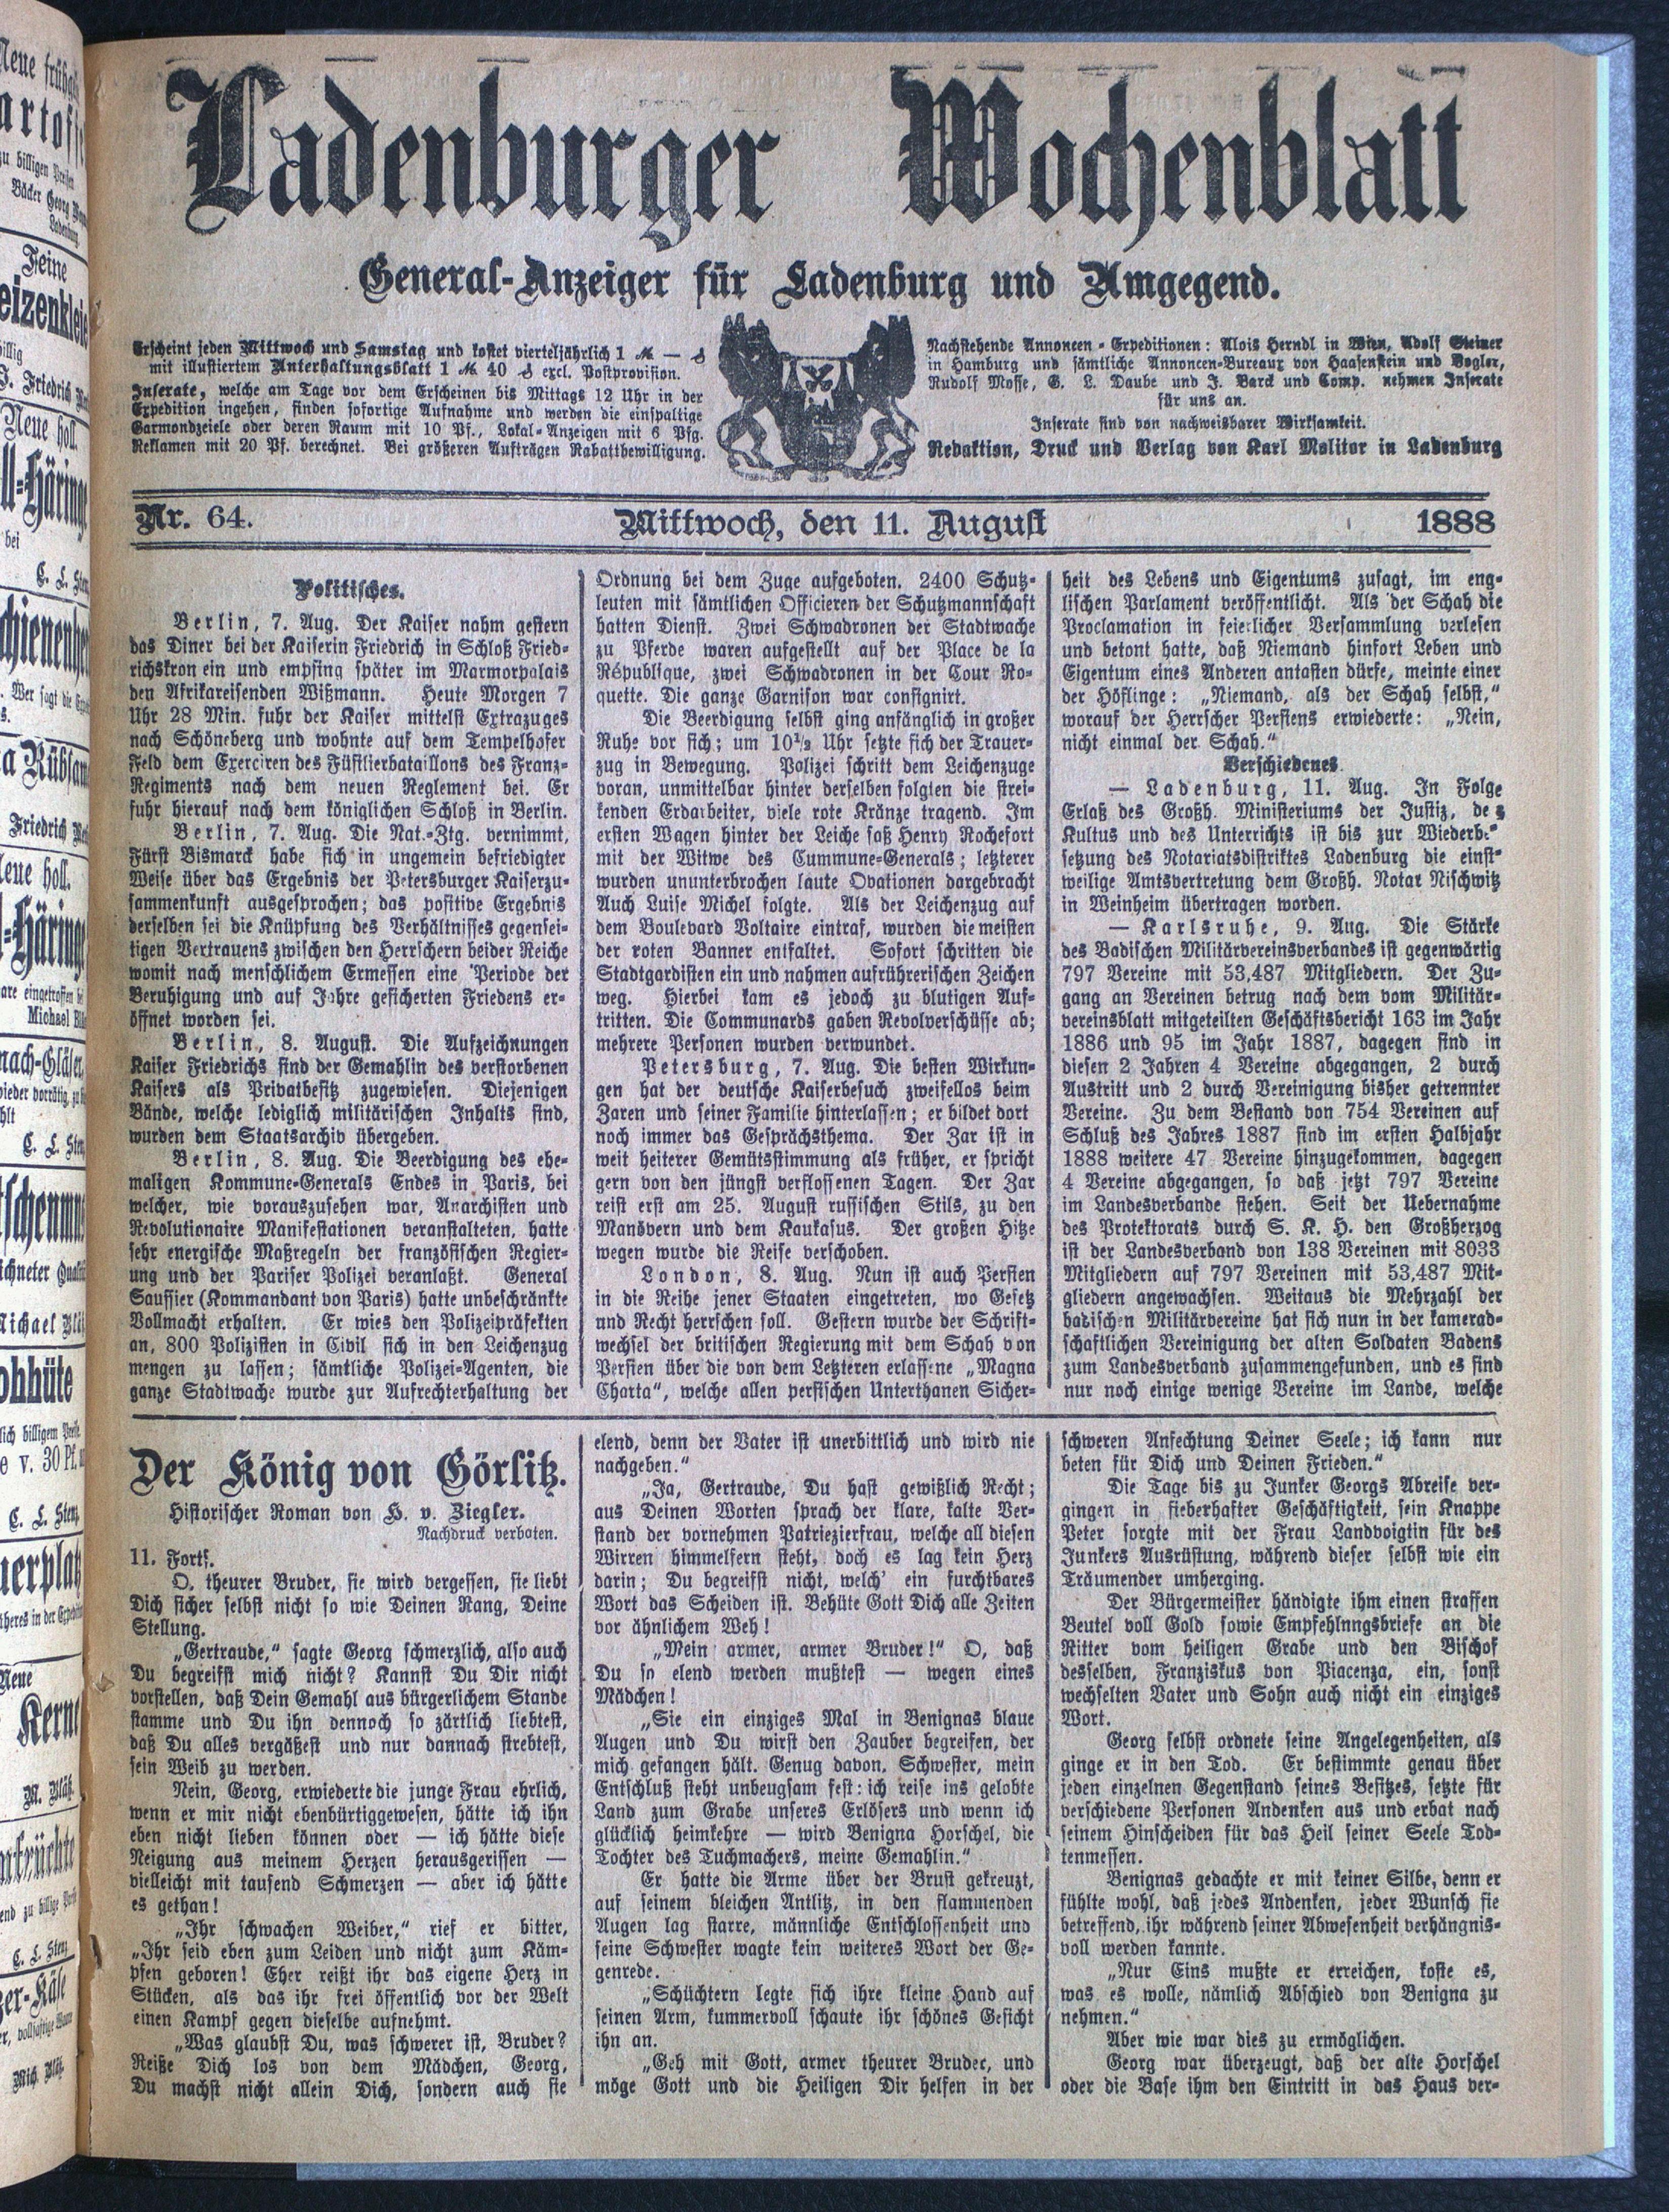 Ladenburger Wochenblatt
General-Anzeiger für Ladenburg und Umgegend.
Erscheint jeden Mittwoch und Samstag und kostet vierteljährlich 1 ℳ —
mit illustriertem Unterhaltungsblatt 1 ℳ 40 ₰ excl. Postprovision.
Inserate, welche am Tage vor dem Erscheinen bis Mittags 12 Uhr in der
Expedition ingehen, finden sofortige Aufnahme und werden die einspaltige
Garmondzeile oder deren Raum mit 10 Pf., Lokal-Anzeigen mit 6 Pfg.
Reklamen mit 20 Pf. berechnet. Bei größeren Aufträgen Rabattbewilligung.
Nachstehende Annoncen-Expeditionen: Alois Herndl in Wien, Adolf Steiner
in Hamburg und sämtliche Annoncen-Bureaux von Haasenstein und Vogler,
Rudolf Mosse, G. L. Daube und J. Barck und Comp. nehmen Inserate
für uns an.
Inserate sind von nachweisbarer Wirksamkeit.
Redaktion, Druck und Verlag von Karl Molitor in Ladenburg
Nr. 64. Mittwoch, den 11. August 1888
Politisches.
Berlin, 7. Aug. Der Kaiser nahm gestern
das Diner bei der Kaiserin Friedrich in Schloß Fried-
richskron ein und empfing später im Marmorpalais
den Afrikareisenden Wißmann. Heute Morgen 7
Uhr 28 Min. fuhr der Kaiser mittelst Extrazuges
nach Schöneberg und wohnte auf dem Tempelhofer
Feld dem Exerciren des Füsilierbataillons des Franz-
Regiments nach dem neuen Reglement bei. Er
fuhr hierauf nach dem königlichen Schloß in Berlin.
Berlin, 7. Aug. Die Nat.-Ztg. vernimmt,
Fürst Bismarck habe sich in ungemein befriedigter
Weise über das Ergebnis der Petersburger Kaiserzu-
sammenkunft ausgesprochen; das positive Ergebnis
derselben sei die Knüpfung des Verhältnisses gegensei-
tigen Vertrauens zwischen den Herrschern beider Reiche
womit nach menschlichem Ermessen eine Periode der
Beruhigung und auf Jahre gesicherten Friedens er-
öffnet worden sei.
Berlin, 8. August. Die Aufzeichnungen
Kaiser Friedrichs sind der Gemahlin des verstorbenen
Kaisers als Privatbesitz zugewiesen. Diejenigen
Bände, welche lediglich militärischen Inhalts sind,
wurden dem Staatsarchiv übergeben.
Berlin, 8. Aug. Die Beerdigung des ehe-
maligen Kommune-Generals Endes in Paris, bei
welcher, wie vorauszusehen war, Anarchisten und
Revolutionaire Manifestationen veranstalteten, hatte
sehr energische Maßregeln der französischen Regier-
ung und der Pariser Polizei veranlaßt. General
Saussier (Kommandant von Paris) hatte unbeschränkte
Vollmacht erhalten. Er wies den Polizeipräfekten
an, 800 Polizisten in Civil sich in den Leichenzug
mengen zu lassen; sämtliche Polizei-Agenten, die
ganze Stadtwache wurde zur Aufrechterhaltung der
Ordnung bei dem Zuge aufgeboten. 2400 Schutz-
leuten mit sämtlichen Officieren der Schutzmannschaft
hatten Dienst. Zwei Schwadronen der Stadtwache
zu Pferde waren aufgestellt auf der Place de la
République, zwei Schwadronen in der Cour Ro-
quette. Die ganze Garnison war consignirt.
Die Beerdigung selbst ging anfänglich in großer
Ruhe vor sich; um 10½ Uhr setzte sich der Trauer-
zug in Bewegung. Polizei schritt dem Leichenzuge
voran, unmittelbar hinter derselben folgten die strei-
kenden Erdarbeiter, viele rote Kränze tragend. Im
ersten Wagen hinter der Leiche saß Henry Rochefort
mit der Witwe des Cummune-Generals; letzterer
wurden ununterbrochen laute Ovationen dargebracht
Auch Luise Michel folgte. Als der Leichenzug auf
dem Boulevard Voltaire eintraf, wurden die meisten
der roten Banner entfaltet. Sofort schritten die
Stadtgardisten ein und nahmen aufrührerischen Zeichen
weg. Hierbei kam es jedoch zu blutigen Auf-
tritten. Die Communards gaben Revolverschüsse ab;
mehrere Personen wurden verwundet.
Petersburg, 7. Aug. Die besten Wirkun-
gen hat der deutsche Kaiserbesuch zweifellos beim
Zaren und seiner Familie hinterlassen; er bildet dort
noch immer das Gesprächsthema. Der Zar ist in
weit heiterer Gemütsstimmung als früher, er spricht
gern von den jüngst verflossenen Tagen. Der Zar
reist erst am 25. August russischen Stils, zu den
Manövern und dem Kaukasus. Der großen Hitze
wegen wurde die Reise verschoben.
London, 8. Aug. Nun ist auch Persien
in die Reihe jener Staaten eingetreten, wo Gesetz
und Recht herrschen soll. Gestern wurde der Schrift-
wechsel der britischen Regierung mit dem Schah von
Persien über die von dem Letzteren erlassene „Magna
Charta“, welche allen persischen Unterthanen Sicher-
heit des Lebens und Eigentums zusagt, im eng-
lischen Parlament veröffentlicht. Als der Schah die
Proclamation in feierlicher Versammlung verlesen
und betont hatte, daß Niemand hinfort Leben und
Eigentum eines Anderen antasten dürfe, meinte einer
der Höflinge: „Niemand, als der Schah selbst,“
worauf der Herrscher Persiens erwiederte: „Nein,
nicht einmal der Schah.“
Verschiedenes.
— Ladenburg, 11. Aug. In Folge
Erlaß des Großh. Ministeriums der Justiz, des
Kultus und des Unterrichts ist bis zur Wiederbe-
setzung des Notariatsdistriktes Ladenburg die einst-
weilige Amtsvertretung dem Großh. Notar Nischwitz
in Weinheim übertragen worden.
— Karlsruhe, 9. Aug. Die Stärke
des Badischen Militärvereinsverbandes ist gegenwärtig
797 Vereine mit 53,487 Mitgliedern. Der Zu-
gang an Vereinen betrug nach dem vom Militär-
vereinsblatt mitgeteilten Geschäftsbericht 163 im Jahr
1886 und 95 im Jahr 1887, dagegen sind in
diesen 2 Jahren 4 Vereine abgegangen, 2 durch
Austritt und 2 durch Vereinigung bisher getrennter
Vereine. Zu dem Bestand von 754 Vereinen auf
Schluß des Jahres 1887 sind im ersten Halbjahr
1888 weitere 47 Vereine hinzugekommen, dagegen
4 Vereine abgegangen, so daß jetzt 797 Vereine
im Landesverbande stehen. Seit der Uebernahme
des Protektorats durch S. K. H. den Großherzog
ist der Landesverband von 138 Vereinen mit 8033
Mitgliedern auf 797 Vereinen mit 53,487 Mit-
gliedern angewachsen. Weitaus die Mehrzahl der
badischen Militärvereine hat sich nun in der kamerad-
schaftlichen Vereinigung der alten Soldaten Badens
zum Landesverband zusammengefunden, und es sind
nur noch einige wenige Vereine im Lande, welche
Der König von Görlitz.
Historischer Roman von H. v. Ziegler.
Nachdruck verboten.
11. Forts.
O, theurer Bruder, sie wird vergessen, sie liebt
Dich sicher selbst nicht so wie Deinen Rang, Deine
Stellung.
„Gertraude,“ sagte Georg schmerzlich, also auch
Du begreifst mich nicht? Kannst Du Dir nicht
vorstellen, daß Dein Gemahl aus bürgerlichem Stande
stamme und Du ihn dennoch so zärtlich liebtest,
daß Du alles vergäßest und nur dannach strebtest,
sein Weib zu werden.
Nein, Georg, erwiederte die junge Frau ehrlich,
wenn er mir nicht ebenbürtiggewesen, hätte ich ihn
eben nicht lieben können oder — ich hätte diese
Neigung aus meinem Herzen herausgerissen —
vielleicht mit tausend Schmerzen — aber ich hätte
es gethan!
„Ihr schwachen Weiber,“ rief er bitter,
„Ihr seid eben zum Leiden und nicht zum Käm-
pfen geboren! Eher reißt ihr das eigene Herz in
Stücken, als das ihr frei öffentlich vor der Welt
einen Kampf gegen dieselbe aufnehmt.
„Was glaubst Du, was schwerer ist, Bruder?
Reiße Dich los von dem Mädchen, Georg,
Du machst nicht allein Dich, sondern auch sie
elend, denn der Vater ist unerbittlich und wird nie
nachgeben.“
„Ja, Gertraude, Du hast gewißlich Recht;
aus Deinen Worten sprach der klare, kalte Ver-
stand der vornehmen Patriezierfrau, welche all diesen
Wirren himmelfern steht, doch es lag kein Herz
darin; Du begreifst nicht, welch' ein furchtbares
Wort das Scheiden ist. Behüte Gott Dich alle Zeiten
vor ähnlichem Weh!
„Mein armer, armer Bruder!“ O, daß
Du so elend werden mußtest — wegen eines
Mädchen!
„Sie ein einziges Mal in Benignas blaue
Augen und Du wirst den Zauber begreifen, der
mich gefangen hält. Genug davon, Schwester, mein
Entschluß steht unbeugsam fest: ich reise ins gelobte
Land zum Grabe unseres Erlösers und wenn ich
glücklich heimkehre — wird Benigna Horschel, die
Tochter des Tuchmachers, meine Gemahlin.“
Er hatte die Arme über der Brust gekreuzt,
auf seinem bleichen Antlitz, in den flammenden
Augen lag starre, männliche Entschlossenheit und
seine Schwester wagte kein weiteres Wort der Ge-
genrede.
„Schüchtern legte sich ihre kleine Hand auf
seinen Arm, kummervoll schaute ihr schönes Gesicht
ihn an.
„Geh mit Gott, armer theurer Bruder, und
möge Gott und die Heiligen Dir helfen in der
schweren Anfechtung Deiner Seele; ich kann nur
beten für Dich und Deinen Frieden.“
Die Tage bis zu Junker Georgs Abreise ver-
gingen in fieberhafter Geschäftigkeit, sein Knappe
Peter sorgte mit der Frau Landvoigtin für des
Junkers Ausrüstung, während dieser selbst wie ein
Träumender umherging.
Der Bürgermeister händigte ihm einen straffen
Beutel voll Gold sowie Empfehlnngsbriefe an die
Ritter vom heiligen Grabe und den Bischof
desselben, Franziskus von Piacenza, ein, sonst
wechselten Vater und Sohn auch nicht ein einziges
Wort.
Georg selbst ordnete seine Angelegenheiten, als
ginge er in den Tod. Er bestimmte genau über
jeden einzelnen Gegenstand seines Besitzes, setzte für
verschiedene Personen Andenken aus und erbat nach
seinem Hinscheiden für das Heil seiner Seele Tod-
tenmessen.
Benignas gedachte er mit keiner Silbe, denn er
fühlte wohl, daß jedes Andenken, jeder Wunsch sie
betreffend, ihr während seiner Abwesenheit verhängnis-
voll werden kannte.
„Nur Eins mußte er erreichen, koste es,
was es wolle, nämlich Abschied von Benigna zu
nehmen.“
Aber wie war dies zu ermöglichen.
Georg war überzeugt, daß der alte Horschel
oder die Base ihm den Eintritt in das Haus ver-